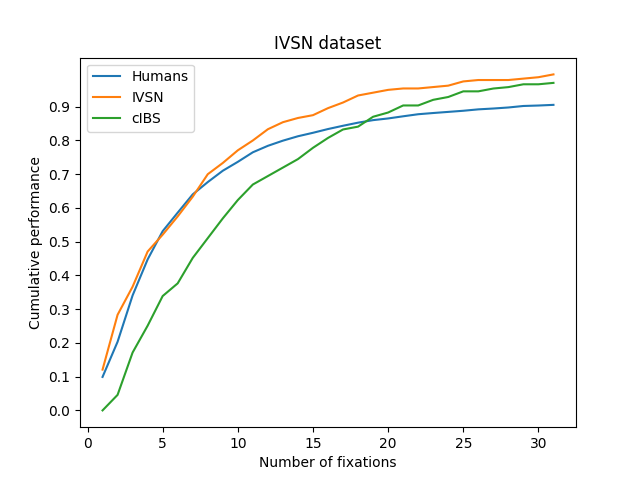 IVSN dataset
Humans
IVSN
cIBS
0.9
0.8
0.7
0.6
0.5
0.4
0.3
0.2
0.1
0.0
Cumulative performance
0 5 10 15 20 25 30
Number of fixations